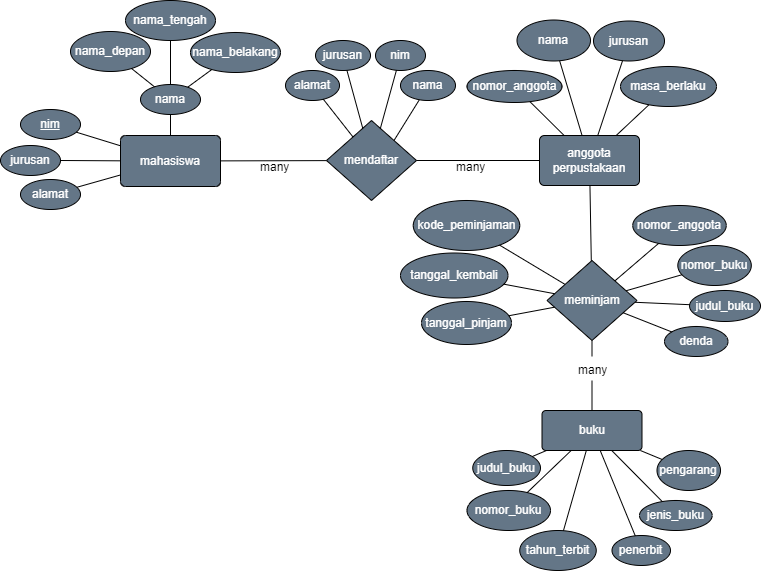 nama_tengah
nama_depan
nama_belakang
nama
nim
jurusan
alamat
mahasiswa
many
jurusan
nim
alamat
nama
mendaftar
many
nama
jurusan
nomor_anggota
masa_berlaku
anggota
perpustakaan
kode_peminjaman
tanggal_kembali
tanggal_pinjam
meminjam
nomor_anggota
nomor_buku
judul_buku
denda
many
buku
judul_buku
nomor_buku
tahun_terbit
penerbit
jenis_buku
pengarang